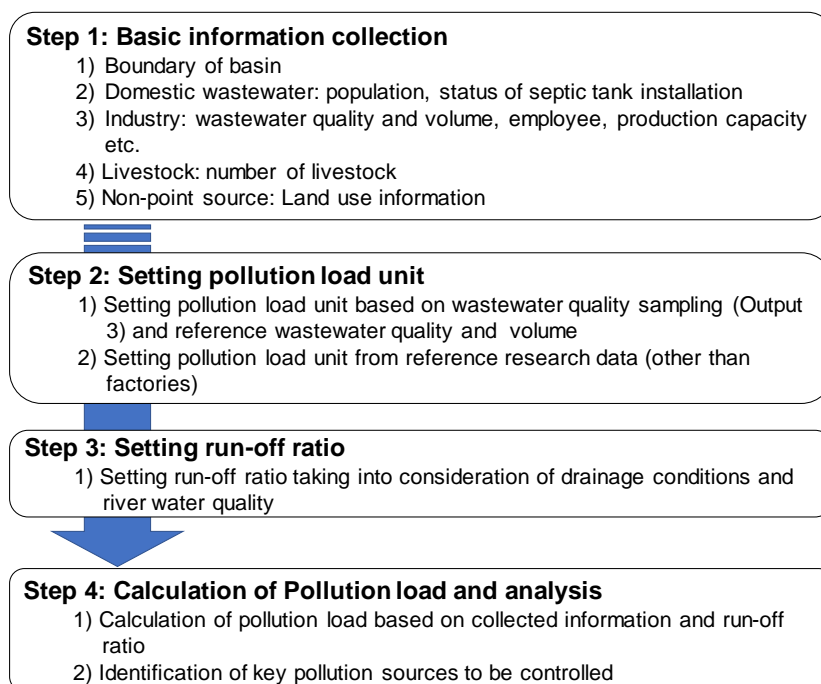 Step 1: Basic information collection
1) Boundary of basin
2) Domestic wastewater: population, status of septic tank installation
3) Industry: wastewater quality and volume, employee, production capacity
etc.
4) Livestock: number of livestock
5) Non-point source: Land use information
Step 2: Setting pollution load unit
1) Setting pollution load unit based on wastewater quality sampling (Output
3) and reference wastewater quality and volume
2) Setting pollution load unit from reference research data (other than
factories)
Step 3: Setting run-off ratio
1) Setting run-off ratio taking into consideration of drainage conditions and
river water quality
Step 4: Calculation of Pollution load and analysis
1) Calculation of pollution load based on collected information and run-off
ratio
2) Identification of key pollution sources to be controlled